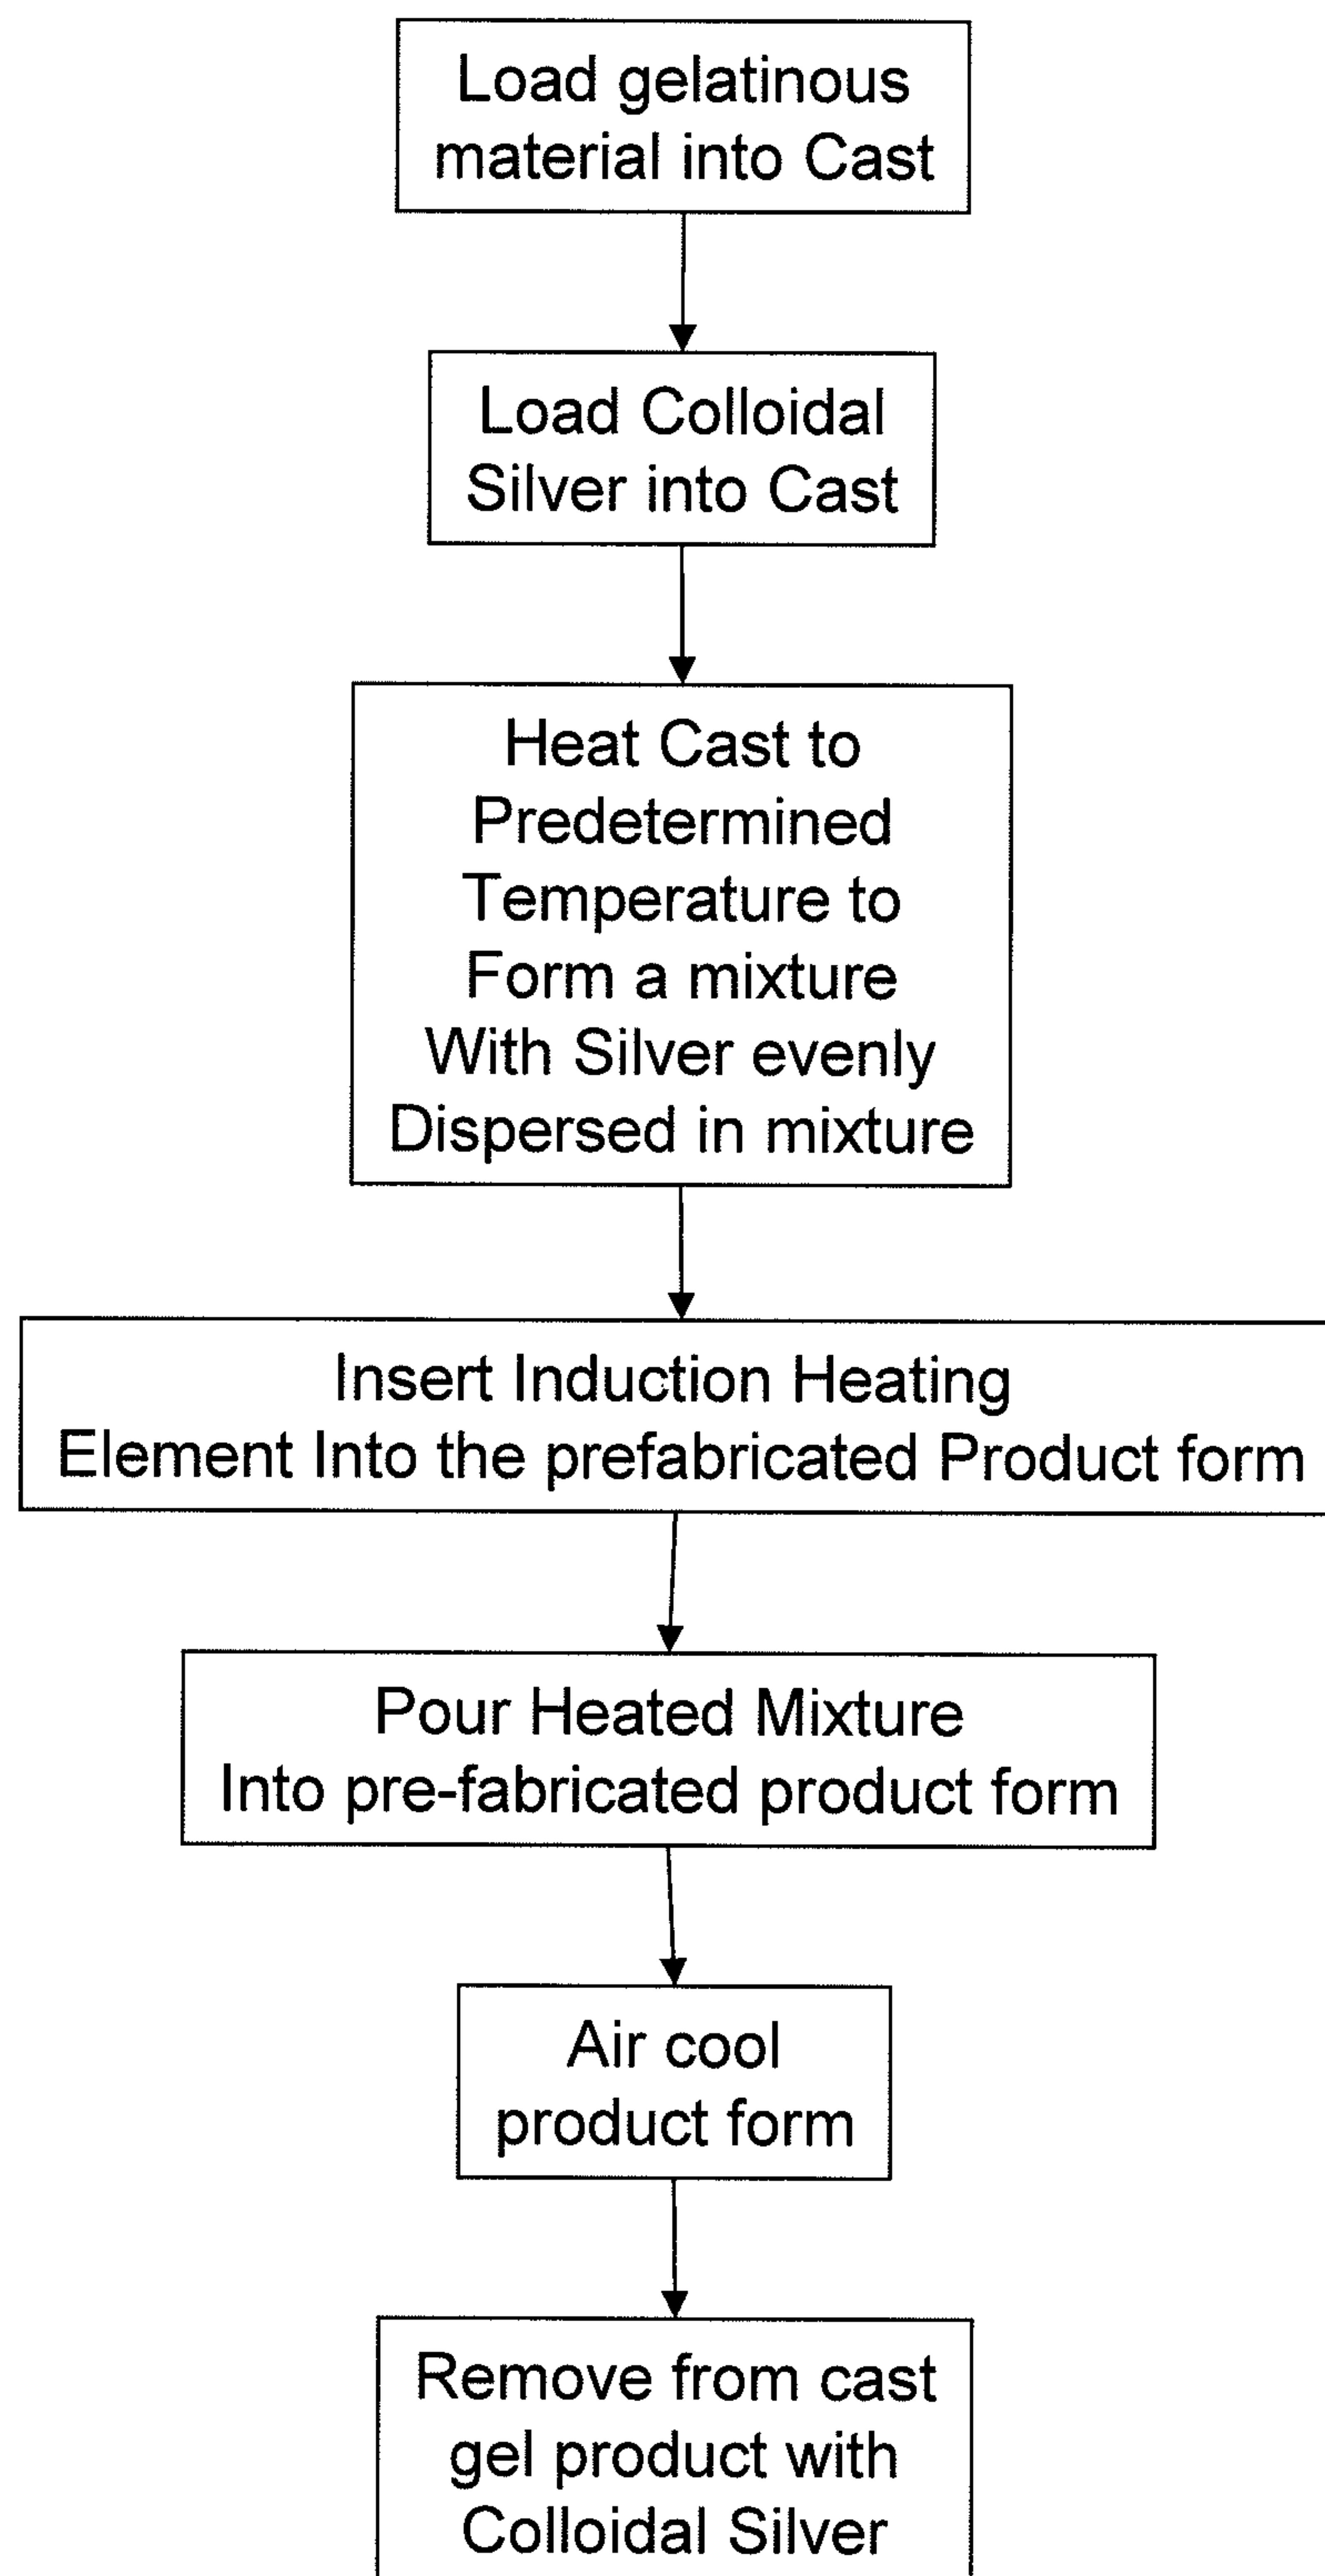 Load gelatinous
material into Cast
Load Colloidal
Silver into Cast
Heat Cast to
Predetermined
Temperature to
Form a mixture
With Silver evenly
Dispersed in mixture
Insert Induction Heating
Element Into the prefabricated Product form
Pour Heated Mixture
Into pre-fabricated product form
Air cool
product form
Remove from cast
gel product with
Colloidal Silver